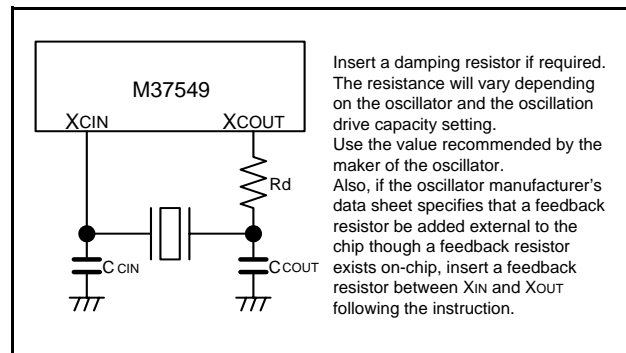 M37549
XCIN
XCOUT
Rd
CCIN
CCOUT
Insert a damping resistor if required.
The resistance will vary depending
on the oscillator and the oscillation
drive capacity setting.
Use the value recommended by the
maker of the oscillator.
Also, if the oscillator manufacturer's
data sheet specifies that a feedback
resistor be added external to the
chip though a feedback resistor
exists on-chip, insert a feedback
resistor between XIN and XOUT
following the instruction.